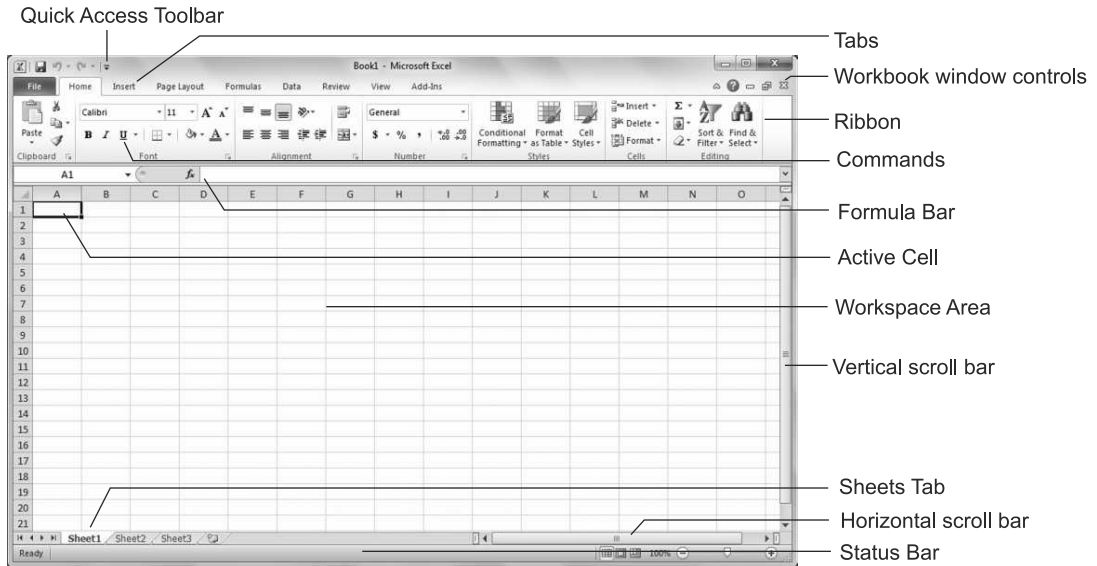 Quick Access Toolbar
Tabs
Book1 - Microsoft Excel
Workbook window controls
File Home Insert Page Layout Formulas Data Review View Add-Ins
Ribbon
Calibri 11 General Insert Σ
Paste Delete
B I U $ % , Conditional Formatting Format as Table Cell Styles Format Sort & Filter Find & Select
Clipboard Font Alignment Number Styles Cells Editing
Commands
A1 fx
Formula Bar
A B C D E F G H I J K L M N O
1
2
3
4
Active Cell
5
6
7
Workspace Area
8
9
10
11
Vertical scroll bar
12
13
14
15
16
17
18
19
Sheets Tab
20
21
Horizontal scroll bar
Sheet1 Sheet2 Sheet3
Ready 100%
Status Bar